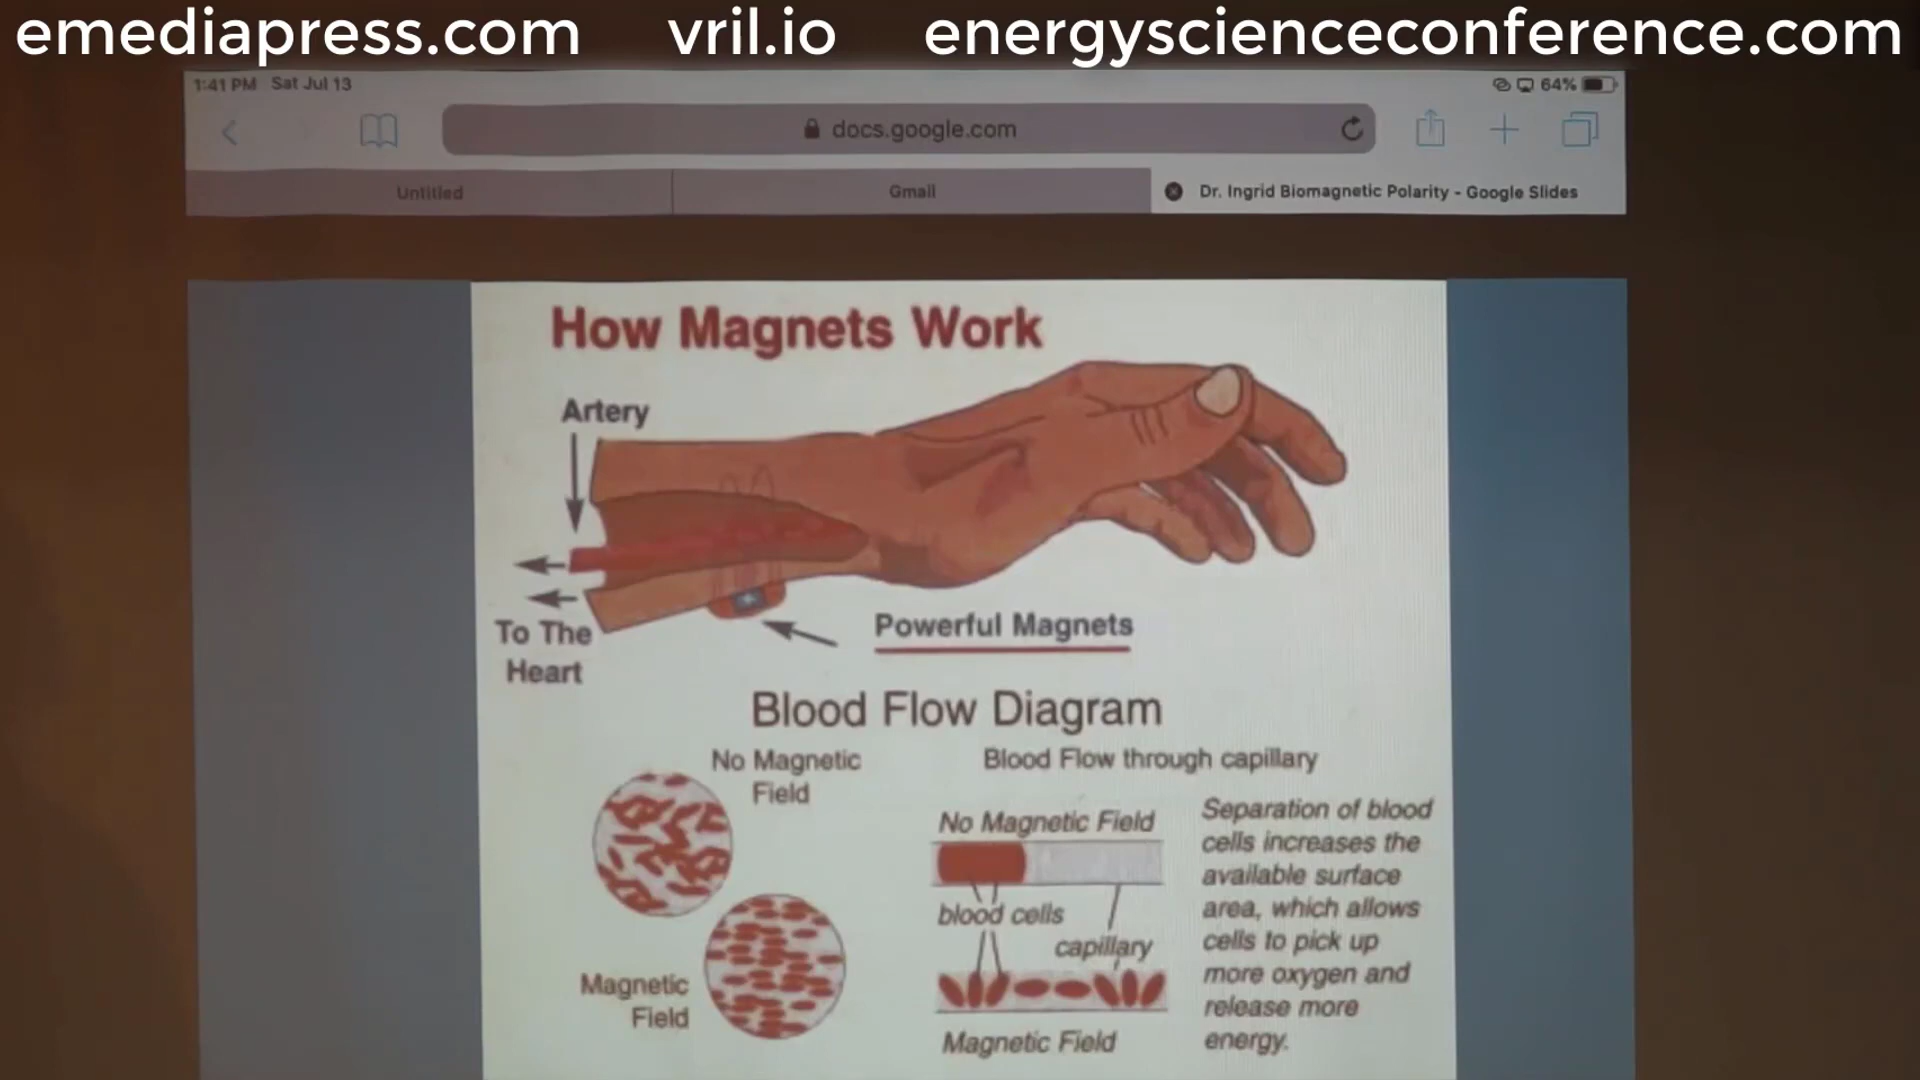 emediapress.com vril.io energyscienceconference.com
1:41 PM Sat Jul 13
64%
docs.google.com
Untitled
Gmail
Dr. Ingrid Biomagnetic Polarity - Google Slides
How Magnets Work
Artery
To The
Heart
Powerful Magnets
Blood Flow Diagram
No Magnetic
Field
Magnetic
Field
Blood Flow through capillary
No Magnetic Field
blood cells
capillary
Magnetic Field
Separation of blood
cells increases the
available surface
area, which allows
cells to pick up
more oxygen and
release more
energy.